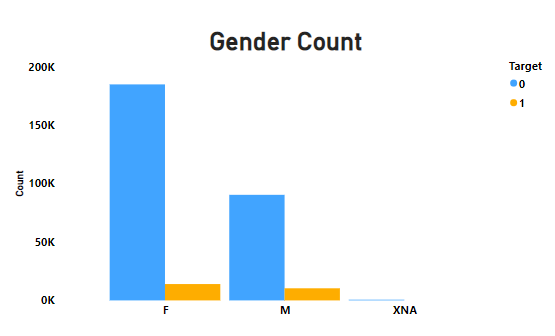 Gender Count
Target
0
1
200K
150K
100K
50K
0K
Count
F
M
XNA